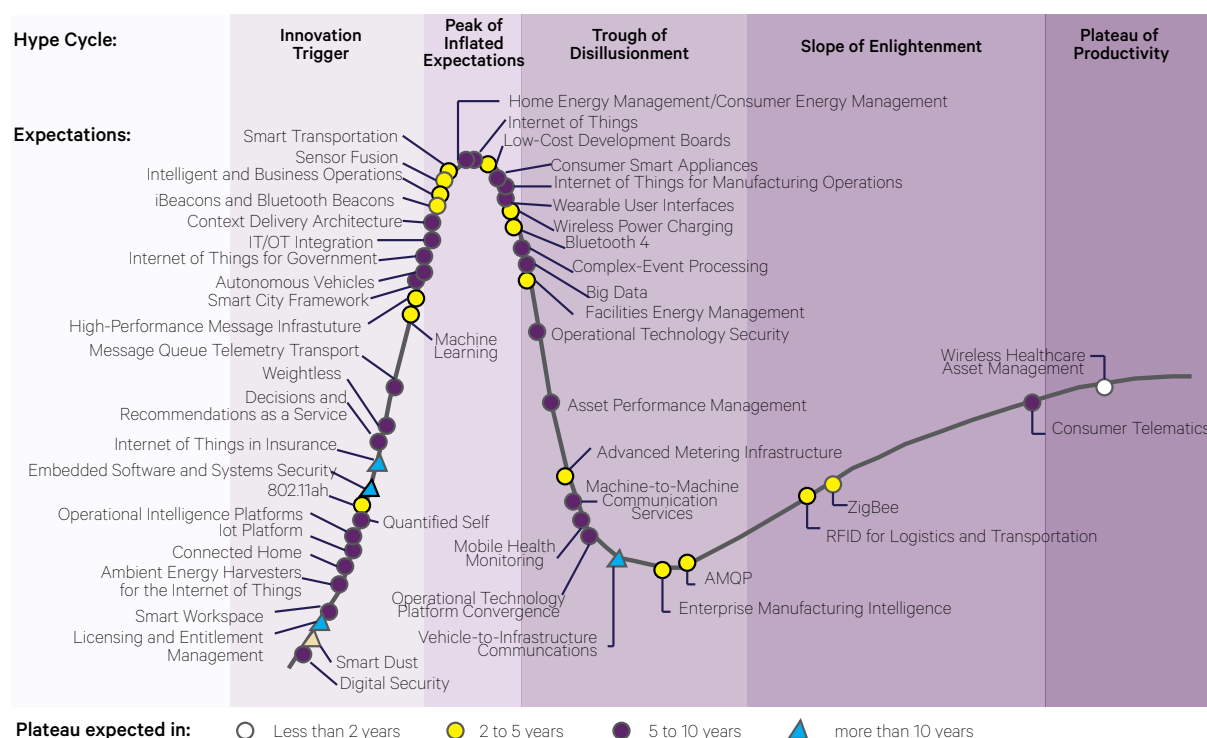 Hype Cycle:
Innovation
Trigger
Peak of
Inflated
Expectations
Trough of
Disillusionment
Slope of Enlightenment
Plateau of
Productivity
Expectations:
Home Energy Management/Consumer Energy Management
Internet of Things
Low-Cost Development Boards
Smart Transportation
Sensor Fusion
Intelligent and Business Operations
iBeacons and Bluetooth Beacons
Context Delivery Architecture
IT/OT Integration
Internet of Things for Government
Autonomous Vehicles
Smart City Framework
High-Performance Message Infrastuture
Machine
Learning
Message Queue Telemetry Transport
Weightless
Decisions and
Recommendations as a Service
Internet of Things in Insurance
Embedded Software and Systems Security
802.11ah
Quantified Self
Operational Intelligence Platforms
Iot Platform
Connected Home
Ambient Energy Harvesters
for the Internet of Things
Smart Workspace
Licensing and Entitlement
Management
Smart Dust
Digital Security
Consumer Smart Appliances
Internet of Things for Manufacturing Operations
Wearable User Interfaces
Wireless Power Charging
Bluetooth 4
Complex-Event Processing
Big Data
Facilities Energy Management
Operational Technology Security
Asset Performance Management
Advanced Metering Infrastructure
Machine-to-Machine
Communication
Services
Mobile Health
Monitoring
Operational Technology
Platform Convergence
Vehicle-to-Infrastructure
Communcations
Enterprise Manufacturing Intelligence
AMQP
RFID for Logistics and Transportation
ZigBee
Wireless Healthcare
Asset Management
Consumer Telematics
Plateau expected in:
Less than 2 years
2 to 5 years
5 to 10 years
more than 10 years